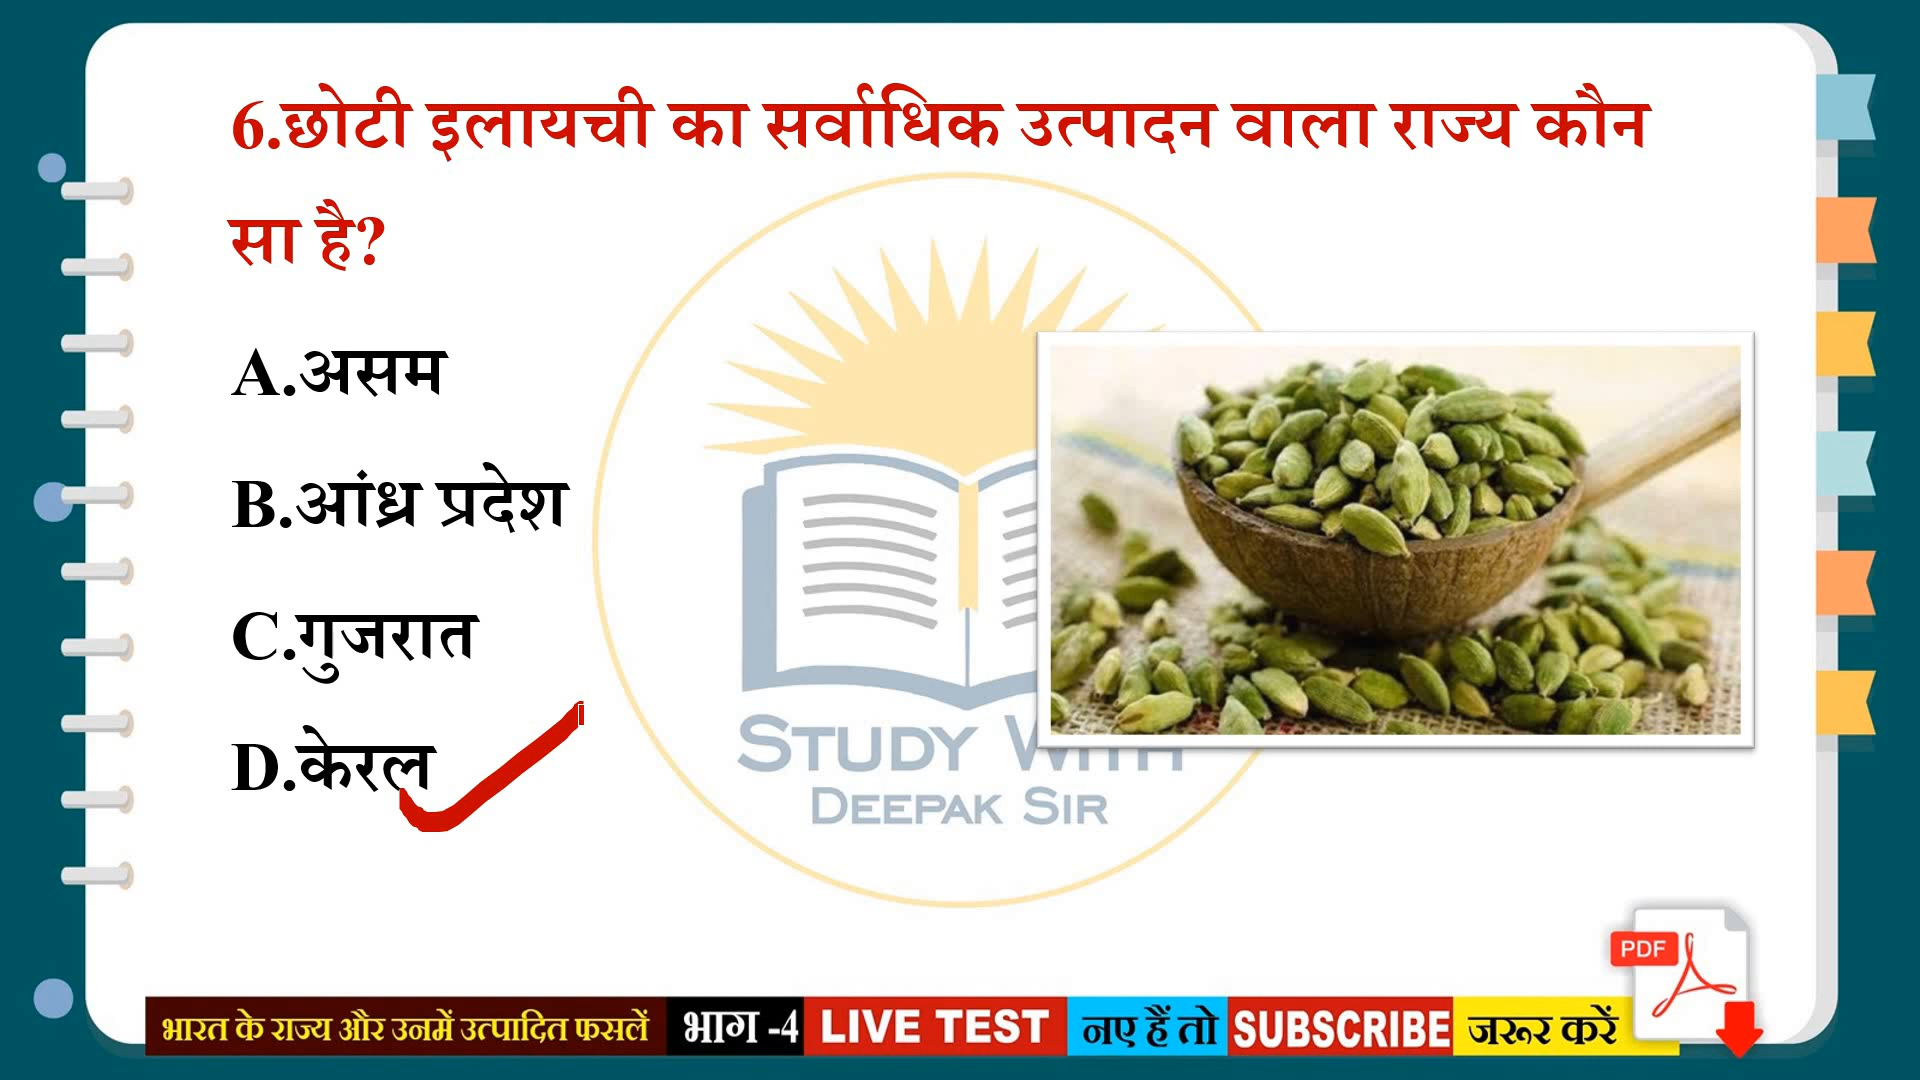 6.छोटी इलायची का सर्वाधिक उत्पादन वाला राज्य कौन
सा है?
A.असम
B.आंध्र प्रदेश
C.गुजरात
D.केरल
STUDY WITH
DEEPAK SIR
PDF
भारत के राज्य और उनमें उत्पादित फसलें भाग -4 LIVE TEST नए हैं तो SUBSCRIBE जरूर करें